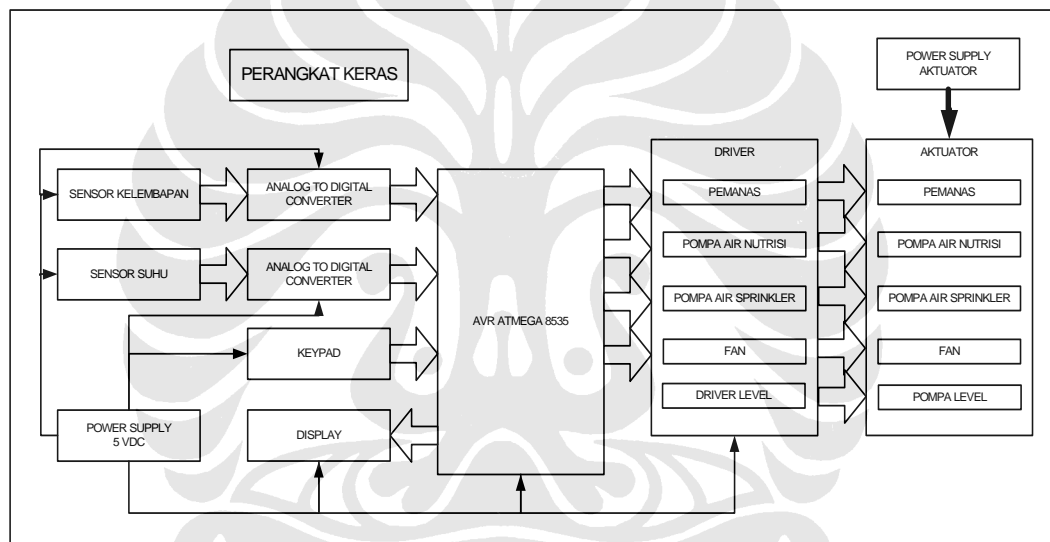 PERANGKAT KERAS
POWER SUPPLY
AKTUATOR
SENSOR KELEMBAPAN
ANALOG TO DIGITAL
CONVERTER
SENSOR SUHU
ANALOG TO DIGITAL
CONVERTER
KEYPAD
POWER SUPPLY
5 VDC
DISPLAY
AVR ATMEGA 8535
DRIVER
PEMANAS
POMPA AIR NUTRISI
POMPA AIR SPRINKLER
FAN
DRIVER LEVEL
AKTUATOR
PEMANAS
POMPA AIR NUTRISI
POMPA AIR SPRINKLER
FAN
POMPA LEVEL